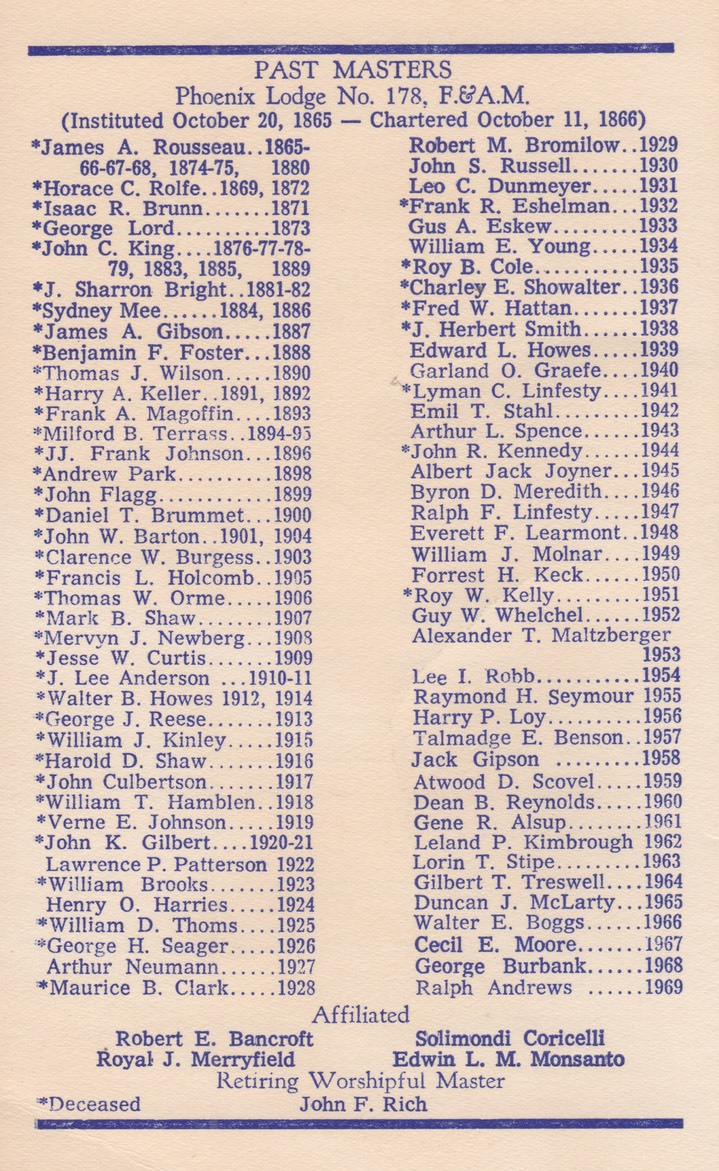 PAST MASTERS
Phoenix Lodge No. 178, F.&A.M.
(Instituted October 20, 1865 — Chartered October 11, 1866)
*James A. Rousseau..1865-
66-67-68, 1874-75, 1880
*Horace C. Rolfe..1869, 1872
*Isaac R. Brunn.......1871
*George Lord..........1873
*John C. King....1876-77-78-
79, 1883, 1885, 1889
*J. Sharron Bright..1881-82
*Sydney Mee......1884, 1886
*James A. Gibson.....1887
*Benjamin F. Foster...1888
*Thomas J. Wilson.....1890
*Harry A. Keller..1891, 1892
*Frank A. Magoffin....1893
*Milford B. Terrass..1894-95
*JJ. Frank Johnson...1896
*Andrew Park..........1898
*John Flagg............1899
*Daniel T. Brummet...1900
*John W. Barton..1901, 1904
*Clarence W. Burgess..1903
*Francis L. Holcomb..1905
*Thomas W. Orme.....1906
*Mark B. Shaw........1907
*Mervyn J. Newberg...1908
*Jesse W. Curtis.......1909
*J. Lee Anderson ...1910-11
*Walter B. Howes 1912, 1914
*George J. Reese.......1913
*William J. Kinley.....1915
*Harold D. Shaw.......1916
*John Culbertson.......1917
*William T. Hamblen..1918
*Verne E. Johnson.....1919
*John K. Gilbert....1920-21
Lawrence P. Patterson 1922
*William Brooks.......1923
Henry O. Harries.....1924
*William D. Thoms....1925
*George H. Seager.....1926
Arthur Neumann......1927
*Maurice B. Clark.....1928
Robert M. Bromilow..1929
John S. Russell.......1930
Leo C. Dunmeyer.....1931
*Frank R. Eshelman...1932
Gus A. Eskew.........1933
William E. Young.....1934
*Roy B. Cole..........1935
*Charley E. Showalter..1936
*Fred W. Hattan.......1937
*J. Herbert Smith......1938
Edward L. Howes.....1939
Garland O. Graefe....1940
*Lyman C. Linfesty....1941
Emil T. Stahl.........1942
Arthur L. Spence......1943
*John R. Kennedy......1944
Albert Jack Joyner...1945
Byron D. Meredith....1946
Ralph F. Linfesty.....1947
Everett F. Learmont..1948
William J. Molnar....1949
Forrest H. Keck......1950
*Roy W. Kelly.........1951
Guy W. Whelchel......1952
Alexander T. Maltzberger
1953
Lee I. Robb...........1954
Raymond H. Seymour 1955
Harry P. Loy..........1956
Talmadge E. Benson..1957
Jack Gipson .........1958
Atwood D. Scovel.....1959
Dean B. Reynolds.....1960
Gene R. Alsup........1961
Leland P. Kimbrough 1962
Lorin T. Stipe.........1963
Gilbert T. Treswell....1964
Duncan J. McLarty...1965
Walter E. Boggs......1966
Cecil E. Moore.......1967
George Burbank......1968
Ralph Andrews ......1969
Affiliated
Robert E. Bancroft Solimondi Coricelli
Royal J. Merryfield Edwin L. M. Monsanto
Retiring Worshipful Master
*Deceased John F. Rich